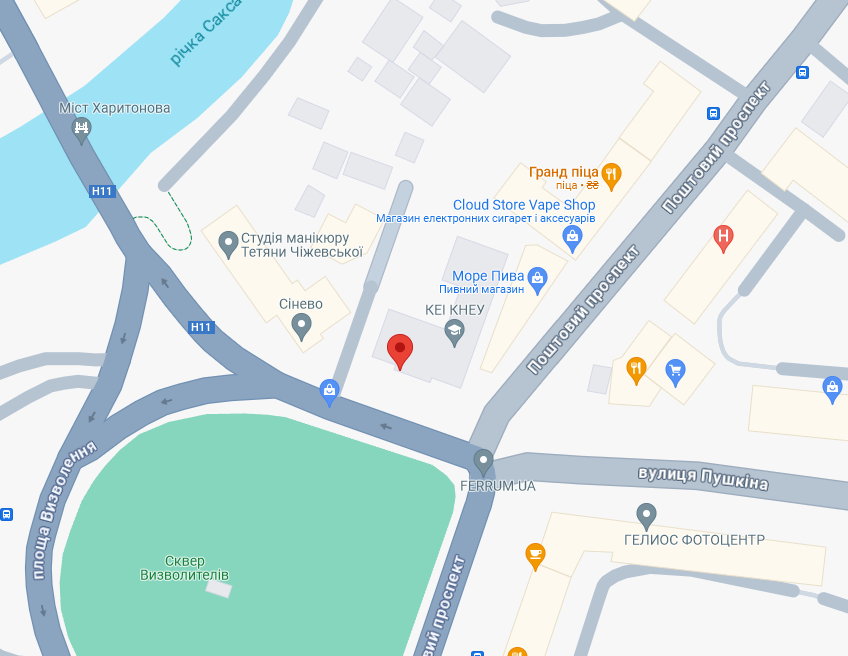 річка Сакса
Міст Харитонова
H11
Поштовий проспект
Гранд піца
піца • ₴₴
Cloud Store Vape Shop
Магазин електронних сигарет і аксесуарів
H
Студія манікюру
Тетяни Чіжевської
Море Пива
Пивний магазин
Сінево
КЕІ КНЕУ
H11
Поштовий проспект
площа Визволення
FERRUM.UA
вулиця Пушкіна
ГЕЛИОС ФОТОЦЕНТР
Сквер
Визволителів
вий проспект